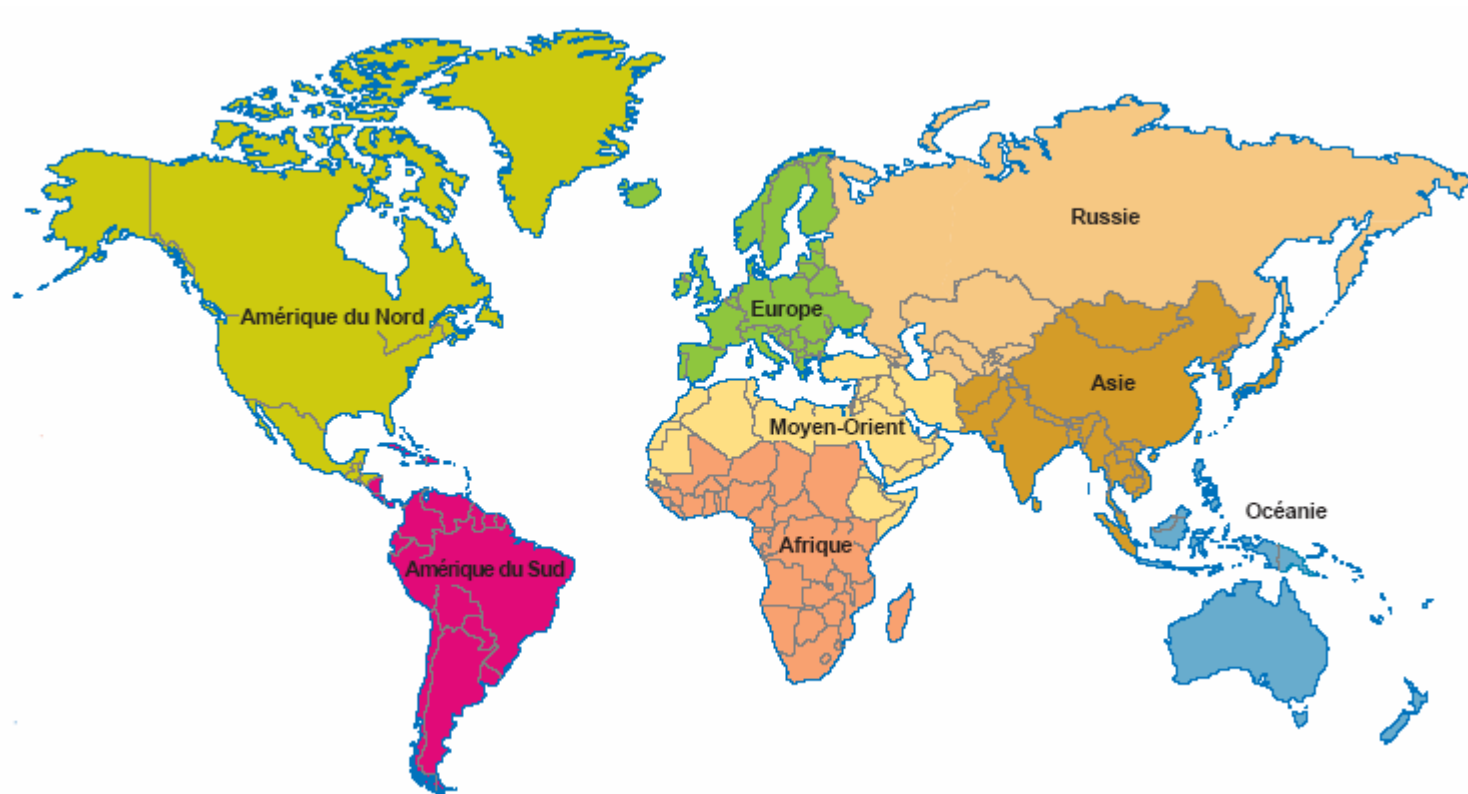 Russie
Amérique du Nord
Europe
Asie
Moyen-Orient
Océanie
Afrique
Amérique du Sud